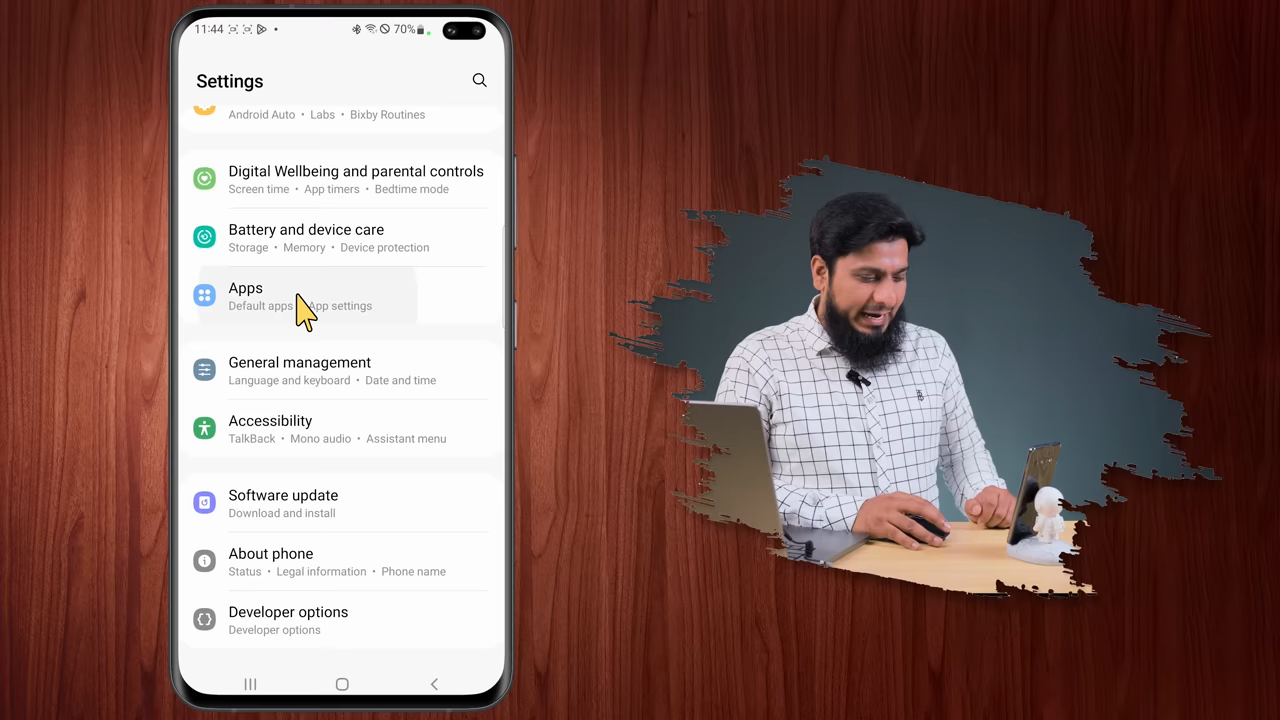 11:44
70%
Settings
Android Auto • Labs • Bixby Routines
Digital Wellbeing and parental controls
Screen time • App timers • Bedtime mode
Battery and device care
Storage • Memory • Device protection
Apps
Default apps App settings
General management
Language and keyboard • Date and time
Accessibility
TalkBack • Mono audio • Assistant menu
Software update
Download and install
About phone
Status • Legal information • Phone name
Developer options
Developer options